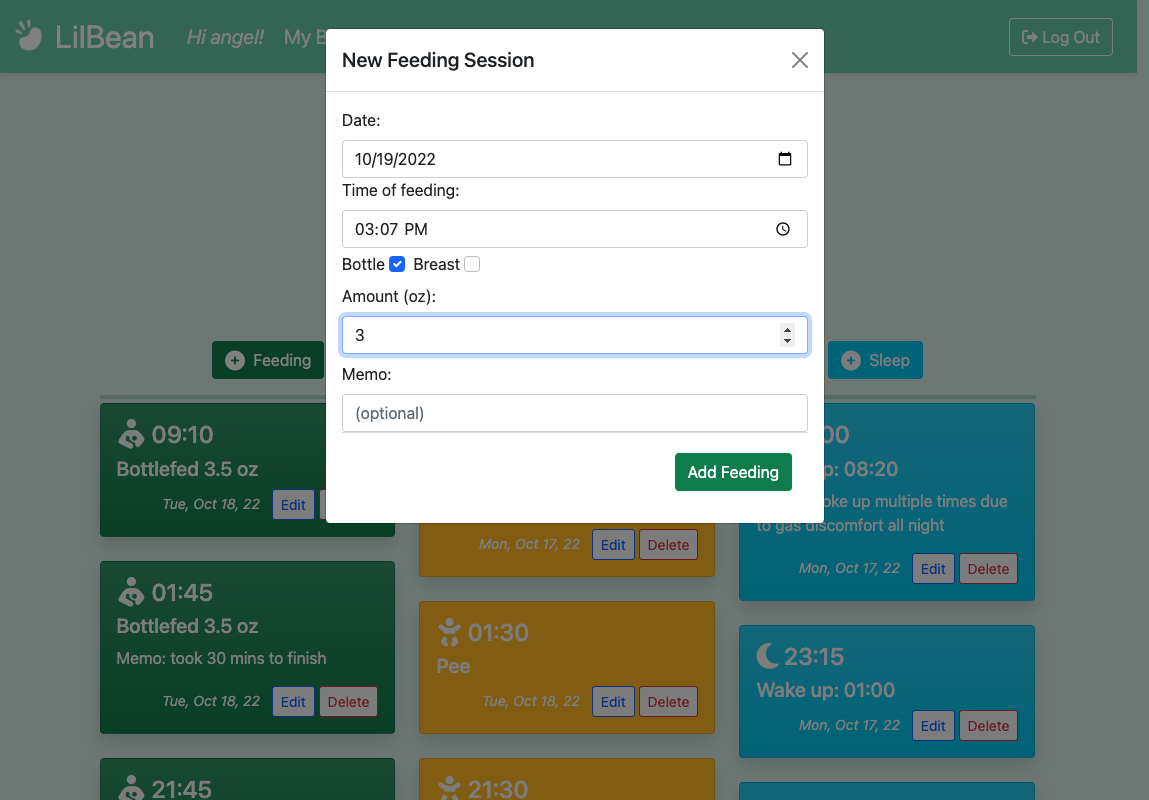 LilBean Hi angel! My B Log Out
New Feeding Session
Date:
10/19/2022
Time of feeding:
03:07 PM
Bottle Breast
Amount (oz):
3
Memo:
(optional)
Add Feeding
Feeding
Sleep
09:10
Bottlefed 3.5 oz
Tue, Oct 18, 22 Edit
01:45
Bottlefed 3.5 oz
Memo: took 30 mins to finish
Tue, Oct 18, 22 Edit Delete
21:45
Mon, Oct 17, 22 Edit Delete
01:30
Pee
Tue, Oct 18, 22 Edit Delete
21:30
00
p: 08:20
oke up multiple times due
to gas discomfort all night
Mon, Oct 17, 22 Edit Delete
23:15
Wake up: 01:00
Mon, Oct 17, 22 Edit Delete